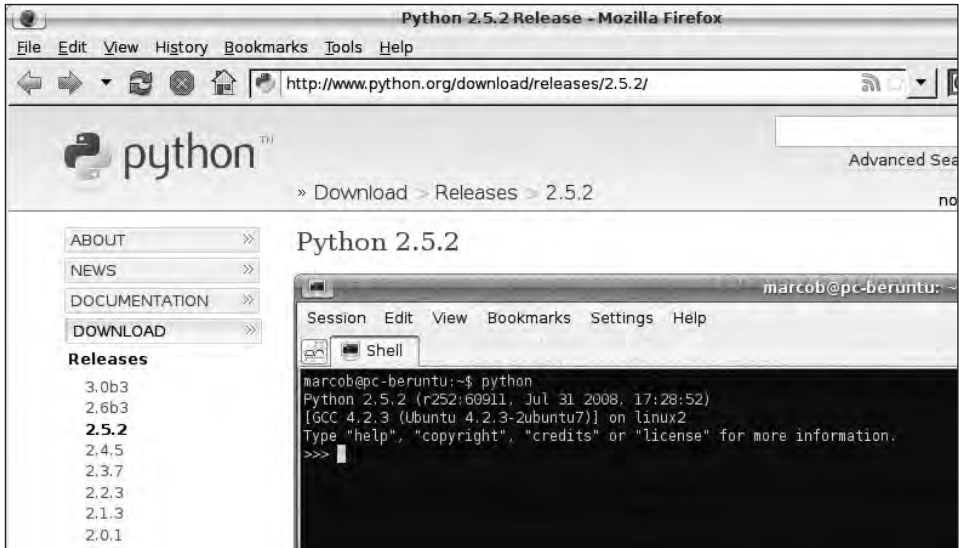 Python 2.5.2 Release - Mozilla Firefox
File Edit View History Bookmarks Tools Help
http://www.python.org/download/releases/2.5.2/
python™
Advanced Sea
» Download > Releases > 2.5.2
no
ABOUT »
NEWS »
DOCUMENTATION »
DOWNLOAD »
Releases
3.0b3
2.6b3
2.5.2
2.4.5
2.3.7
2.2.3
2.1.3
2.0.1
Python 2.5.2
marcob@pc-beruntu: ~
Session Edit View Bookmarks Settings Help
Shell
marcob@pc-beruntu:~$ python
Python 2.5.2 (r252:60911, Jul 31 2008, 17:28:52)
[GCC 4.2.3 (Ubuntu 4.2.3-2ubuntu7)] on linux2
Type "help", "copyright", "credits" or "license" for more information.
>>>